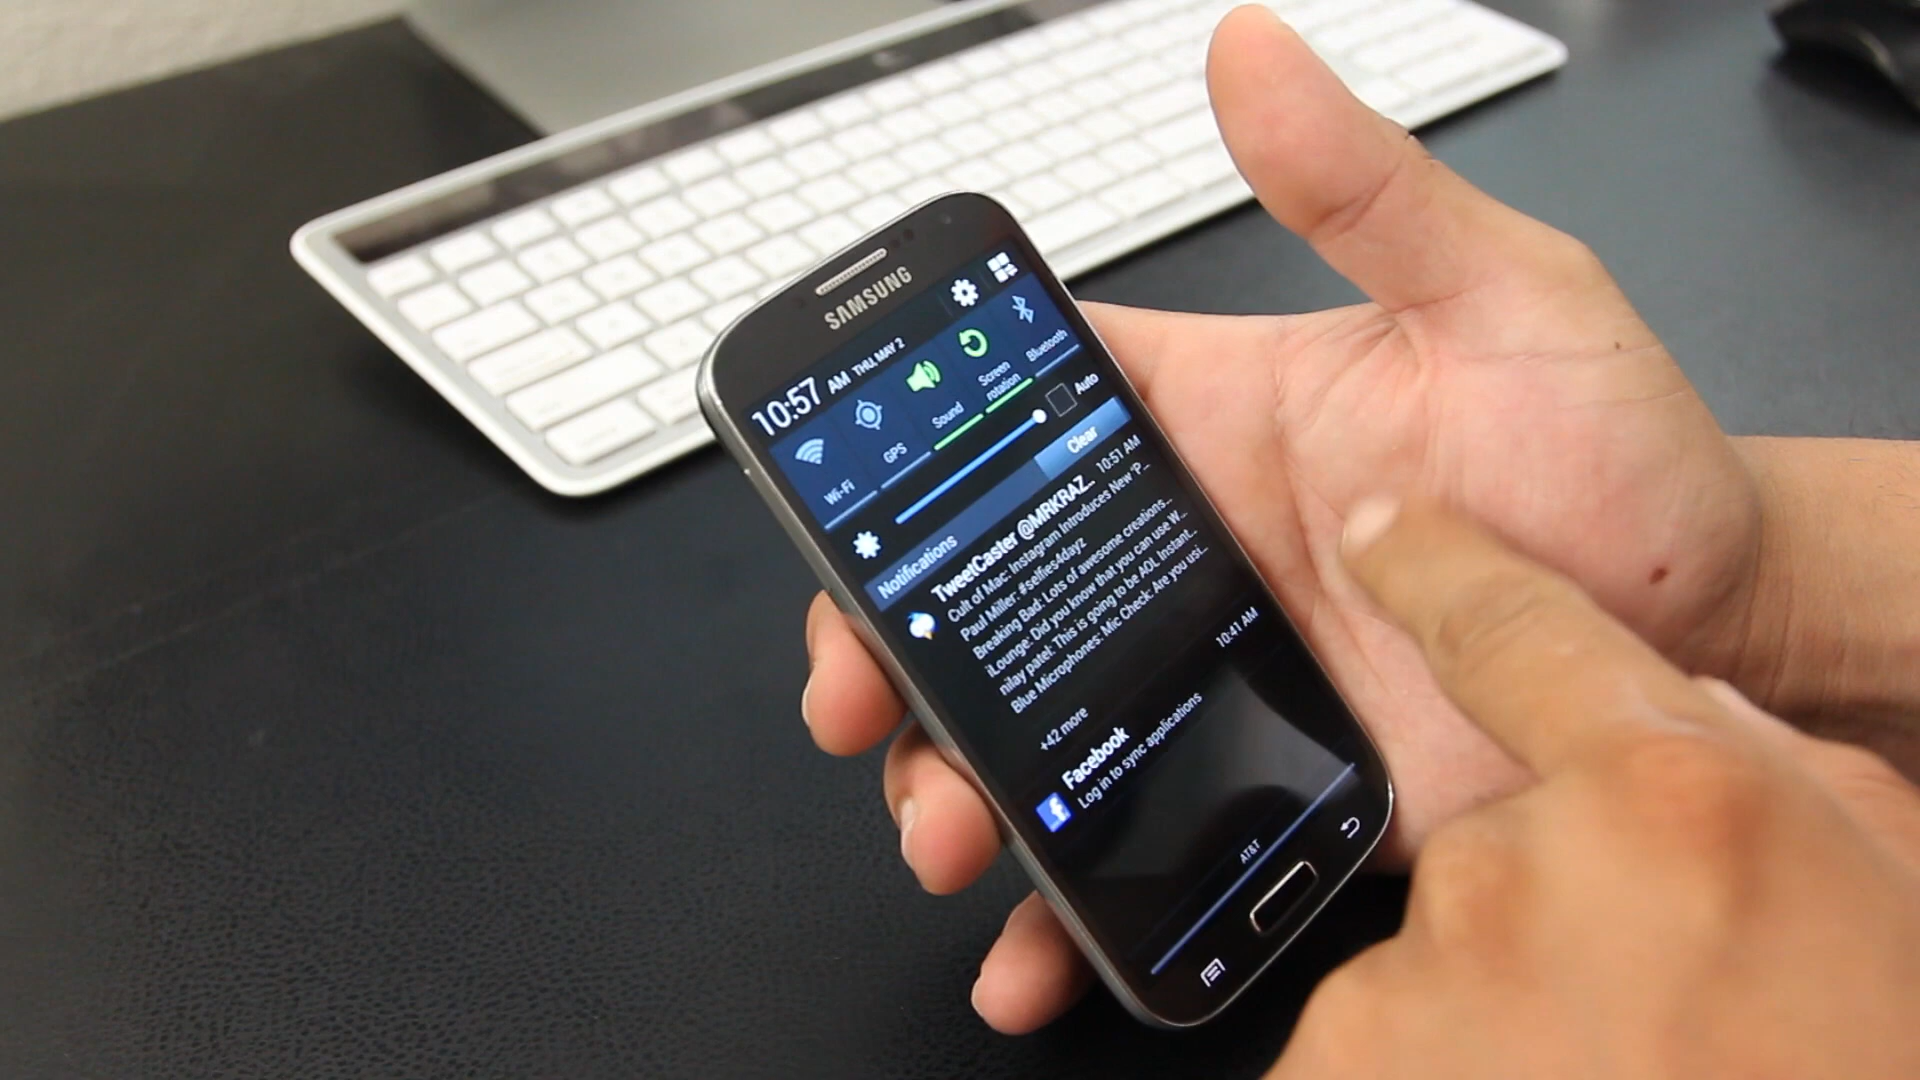 SAMSUNG
10:57 AM THU, MAY 2
Wi-Fi
GPS
Sound
Screen rotation
Bluetooth
Auto
Notifications
Clear
TweetCaster @MRKRAZ... 10:51 AM
Cult of Mac: Instagram Introduces New 'P...
Paul Miller: #selfies4dayz
Breaking Bad: Lots of awesome creations...
iLounge: Did you know that you can use W...
nilay patel: This is going to be AOL Instant...
Blue Microphones: Mic Check: Are you usi...
+42 more
10:41 AM
Facebook
Log in to sync applications
AT&T